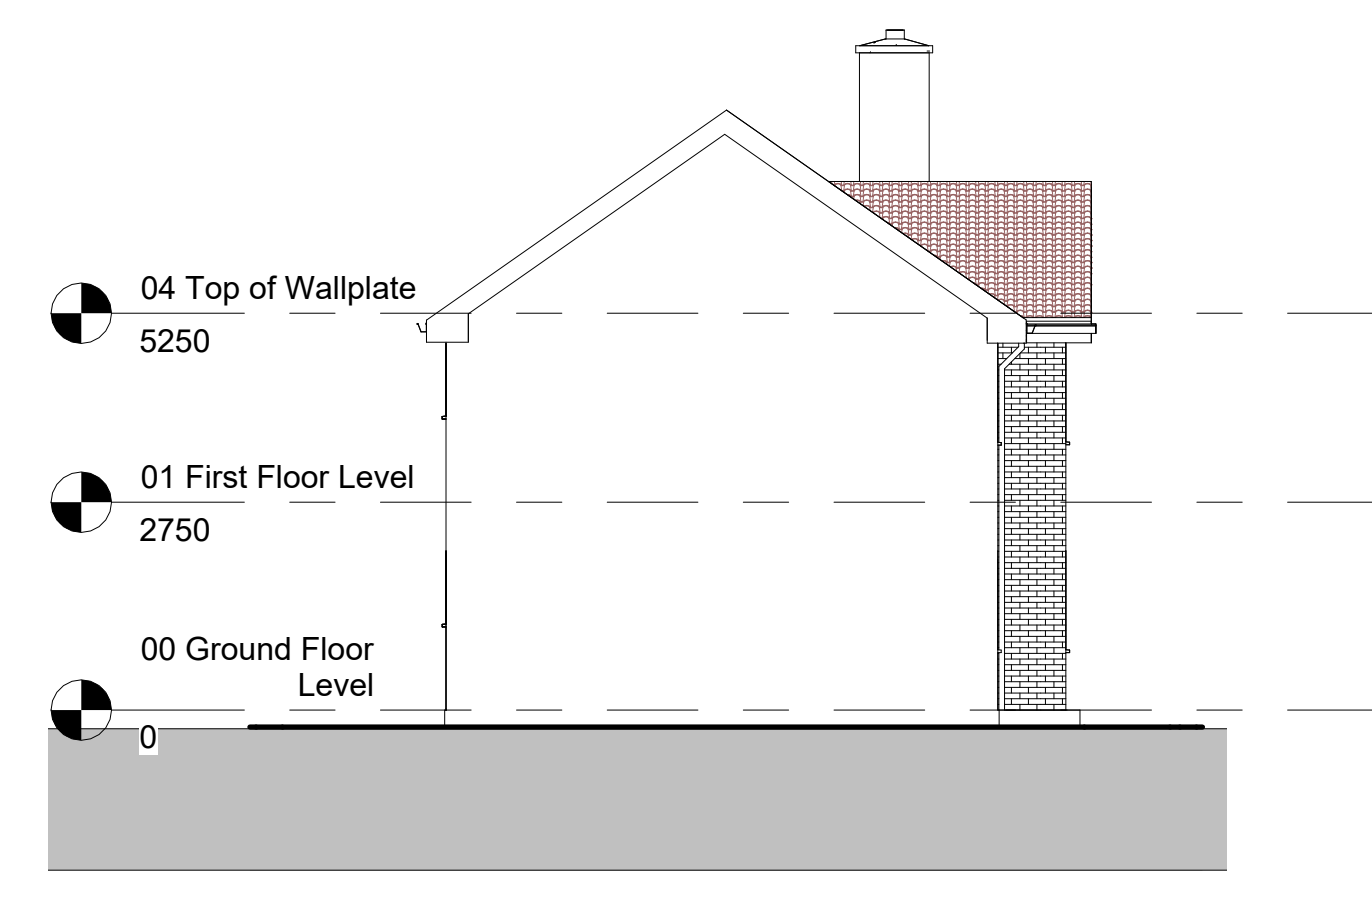 04 Top of Wallplate
5250
01 First Floor Level
2750
00 Ground Floor
Level
0